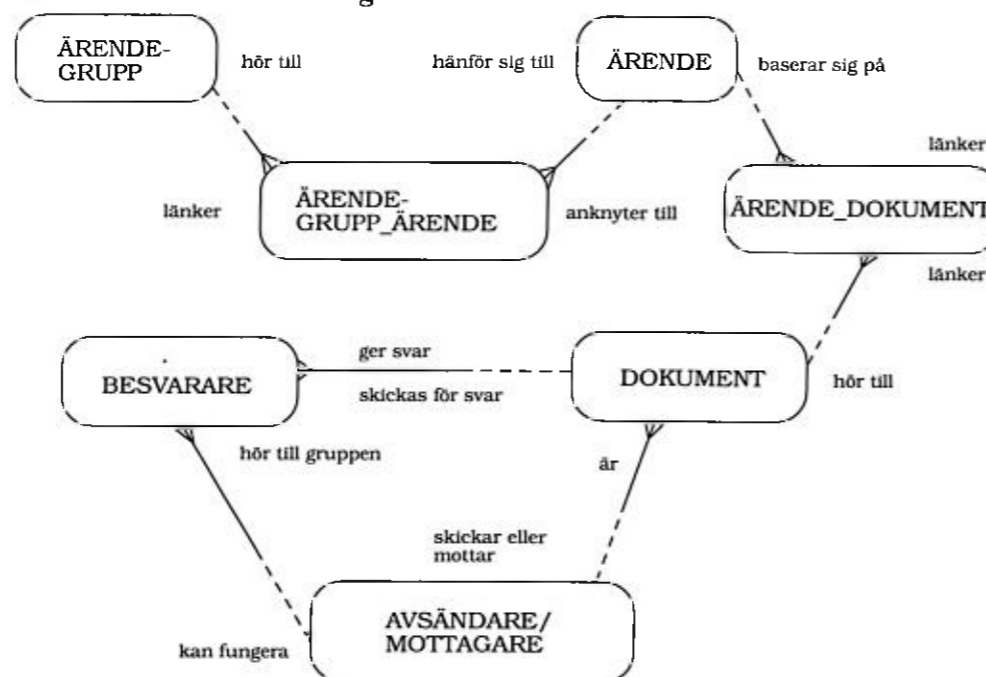 ÄRENDE-
GRUPP
hör till
hänför sig till
ÄRENDE
baserar sig på
länker
länker
ÄRENDE-
GRUPP_ÄRENDE
anknyter till
ÄRENDE_DOKUMENT
länker
BESVARARE
ger svar
skickas för svar
DOKUMENT
hör till
hör till gruppen
är
skickar eller
mottar
AVSÄNDARE/
MOTTAGARE
kan fungera